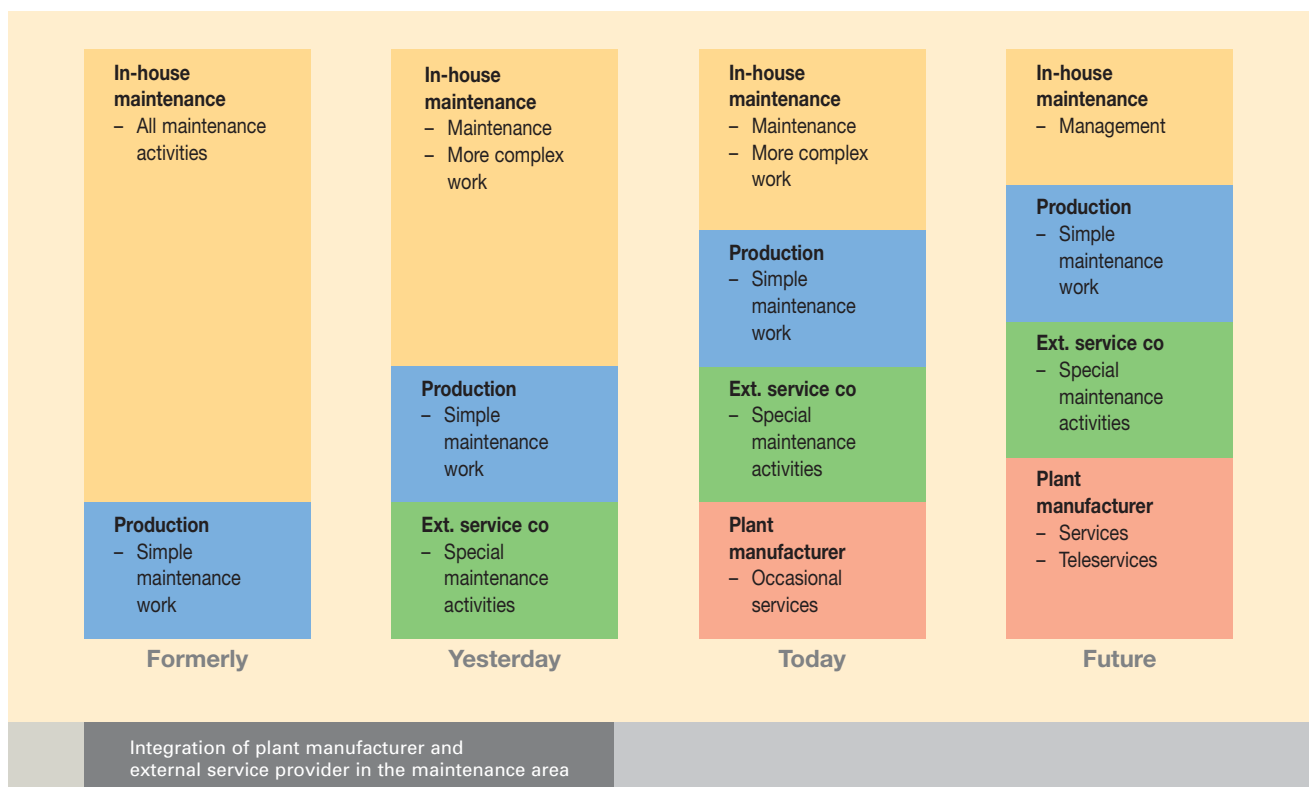 In-house
maintenance
– All maintenance
activities
Production
– Simple
maintenance
work
Formerly
In-house
maintenance
– Maintenance
– More complex
work
Production
– Simple
maintenance
work
Ext. service co
– Special
maintenance
activities
Yesterday
In-house
maintenance
– Maintenance
– More complex
work
Production
– Simple
maintenance
work
Ext. service co
– Special
maintenance
activities
Plant
manufacturer
– Occasional
services
Today
In-house
maintenance
– Management
Production
– Simple
maintenance
work
Ext. service co
– Special
maintenance
activities
Plant
manufacturer
– Services
– Teleservices
Future
Integration of plant manufacturer and
external service provider in the maintenance area